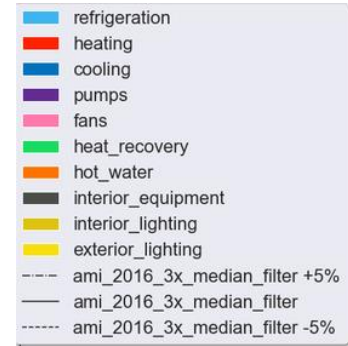 refrigeration
heating
cooling
pumps
fans
heat_recovery
hot_water
interior_equipment
interior_lighting
exterior_lighting
ami_2016_3x_median_filter +5%
ami_2016_3x_median_filter
ami_2016_3x_median_filter -5%